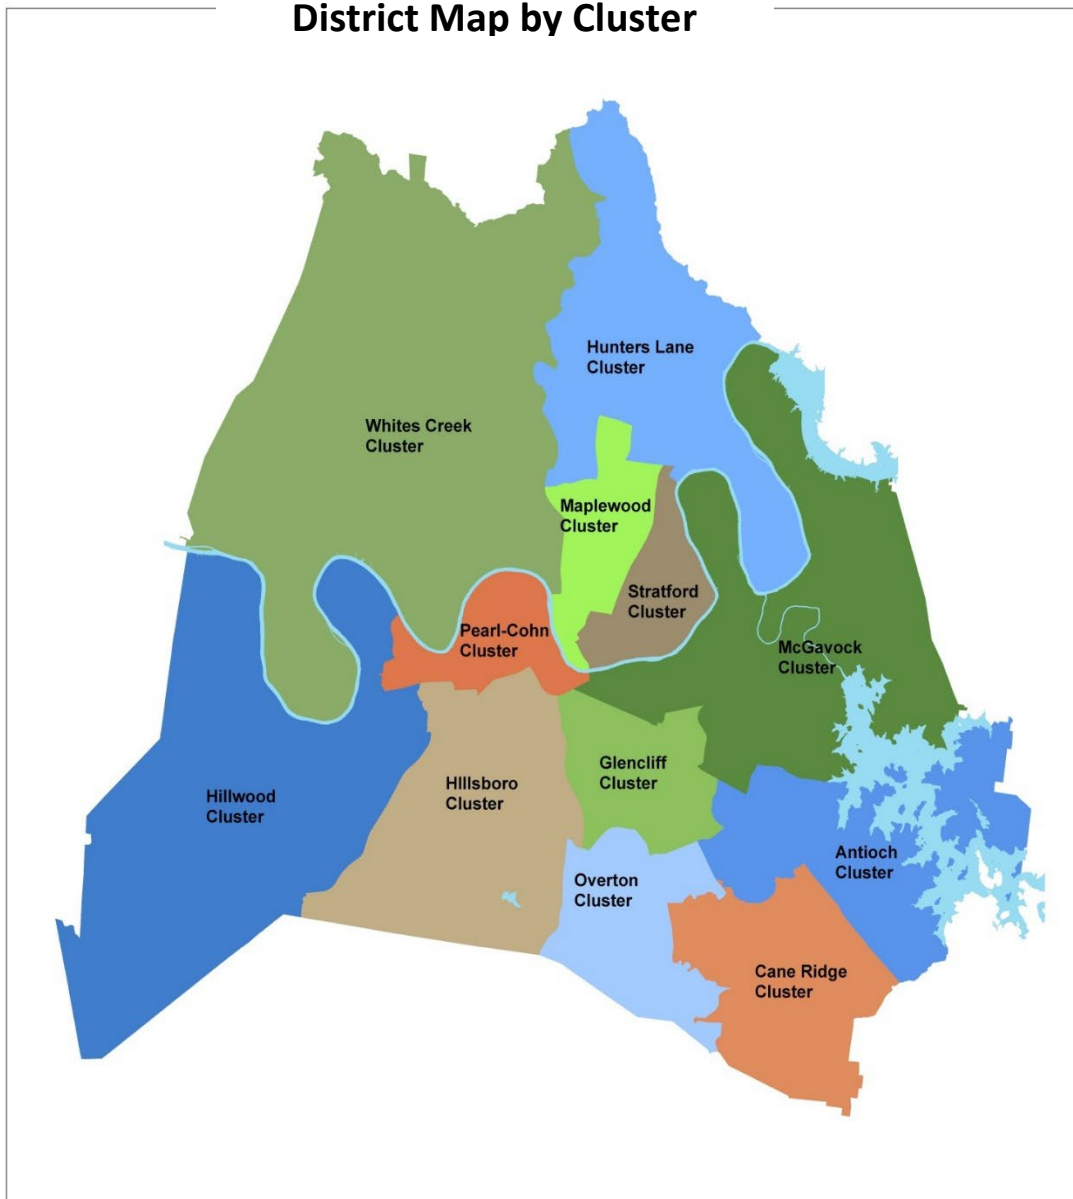 District Map by Cluster
Hunters Lane
Cluster
Whites Creek
Cluster
Maplewood
Cluster
Stratford
Cluster
Pearl-Cohn
Cluster
McGavock
Cluster
Glencliff
Cluster
HIllsboro
Cluster
Hillwood
Cluster
Antioch
Cluster
Overton
Cluster
Cane Ridge
Cluster